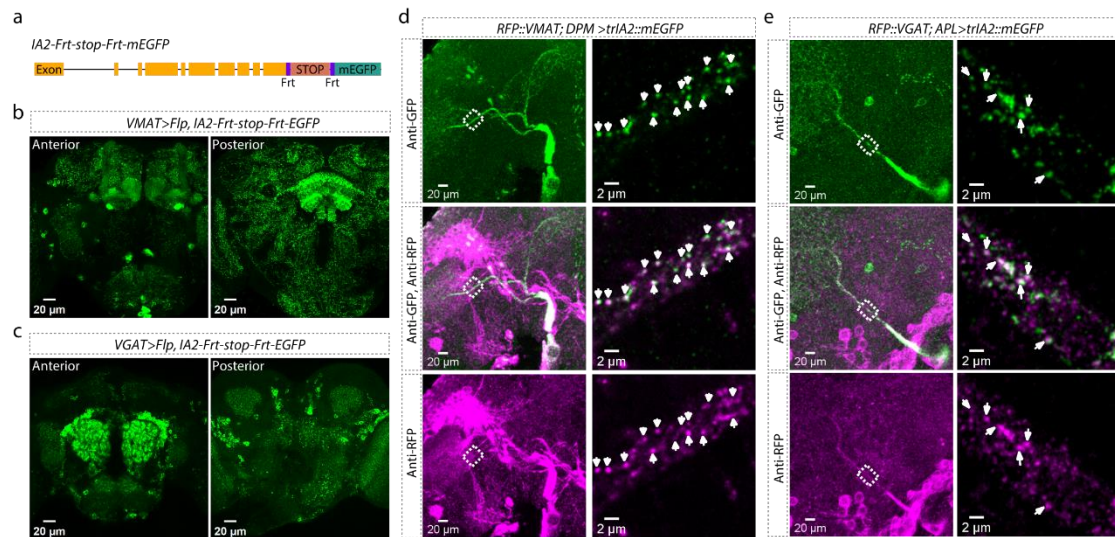 a
IA2-Frt-stop-Frt-mEGFP
Exon
STOP
mEGFP
Frt
Frt
b
VMAT>Flp, IA2-Frt-stop-Frt-EGFP
Anterior
Posterior
20 µm
20 µm
c
VGAT>Flp, IA2-Frt-stop-Frt-EGFP
Anterior
Posterior
20 µm
20 µm
d
RFP::VMAT; DPM >trIA2::mEGFP
Anti-GFP
20 µm
2 µm
Anti-GFP, Anti-RFP
20 µm
2 µm
Anti-RFP
20 µm
2 µm
e
RFP::VGAT; APL>trIA2::mEGFP
Anti-GFP
20 µm
2 µm
Anti-GFP, Anti-RFP
20 µm
2 µm
Anti-RFP
20 µm
2 µm